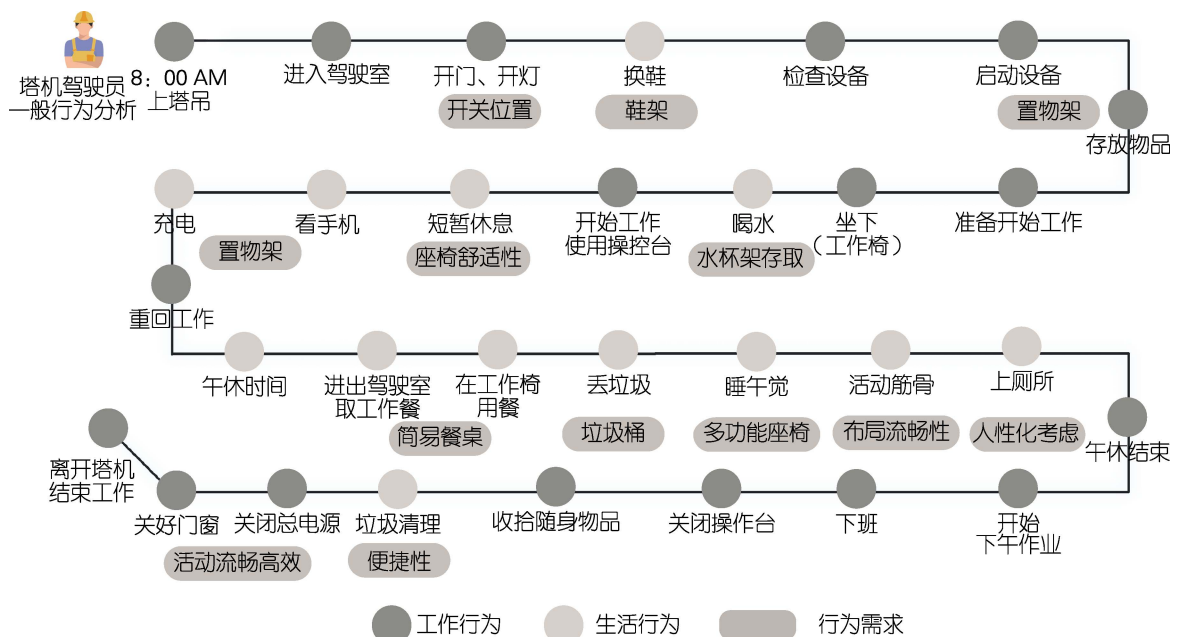 塔机驾驶员
一般行为分析
8：00 AM
上塔吊
进入驾驶室
开门、开灯
开关位置
换鞋
鞋架
检查设备
启动设备
置物架
存放物品
准备开始工作
坐下
（工作椅）
喝水
水杯架存取
开始工作
使用操控台
短暂休息
座椅舒适性
看手机
置物架
充电
重回工作
午休时间
进出驾驶室
取工作餐
在工作椅
用餐
简易餐桌
丢垃圾
垃圾桶
睡午觉
多功能座椅
活动筋骨
布局流畅性
上厕所
人性化考虑
午休结束
开始
下午作业
下班
关闭操作台
收拾随身物品
垃圾清理
便捷性
关闭总电源
关好门窗
活动流畅高效
离开塔机
结束工作
工作行为
生活行为
行为需求